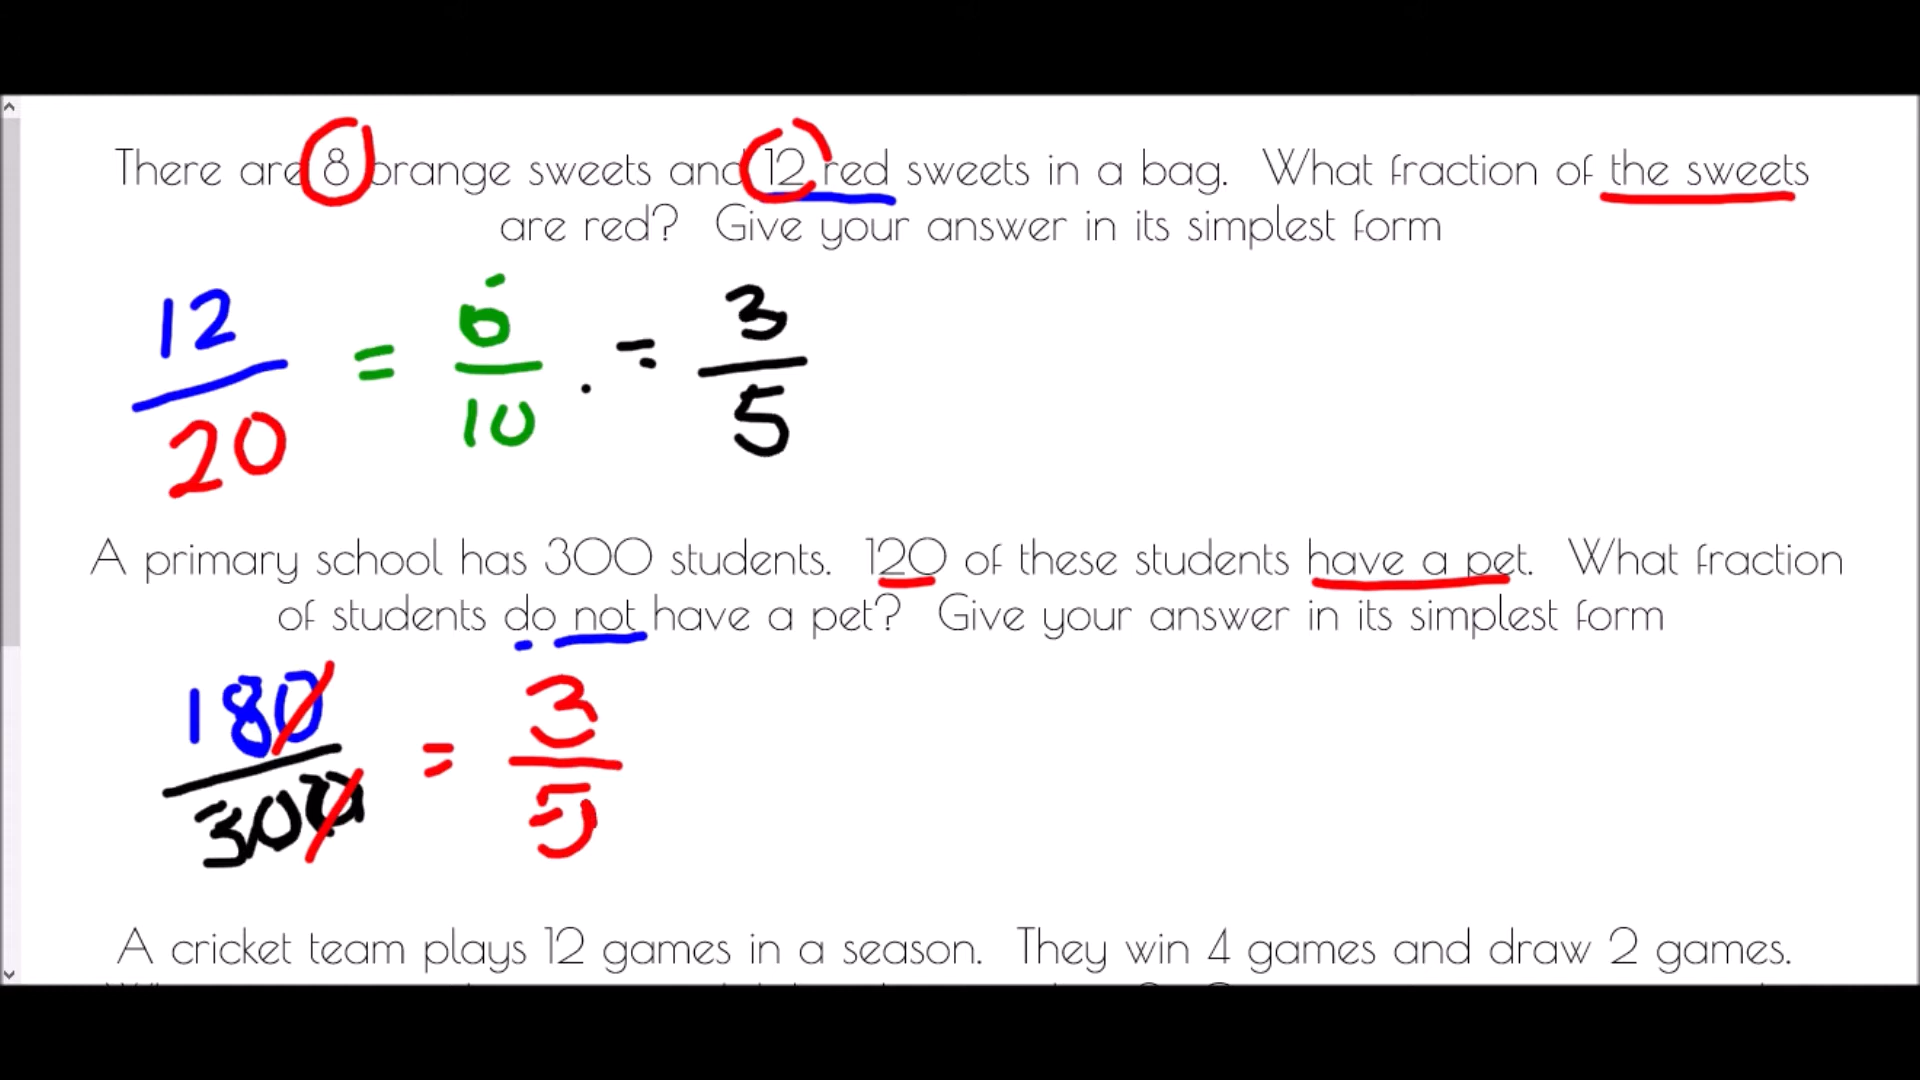 There are 8 orange sweets and 12 red sweets in a bag. What fraction of the sweets
are red? Give your answer in its simplest form
12/20 = 6/10 = 3/5
A primary school has 300 students. 120 of these students have a pet. What fraction
of students do not have a pet? Give your answer in its simplest form
180/300 = 3/5
A cricket team plays 12 games in a season. They win 4 games and draw 2 games.